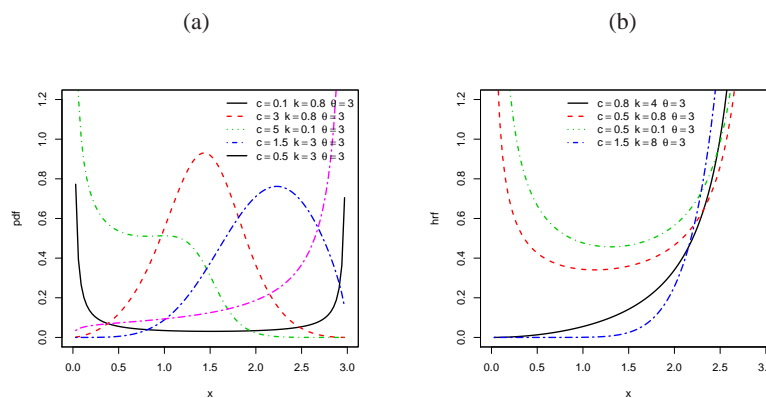 (a)
(b)
pdf
1.2
1.0
0.8
0.6
0.4
0.2
0.0
c = 0.1 k = 0.8 θ = 3
c = 3 k = 0.8 θ = 3
c = 5 k = 0.1 θ = 3
c = 1.5 k = 3 θ = 3
c = 0.5 k = 3 θ = 3
0.0 0.5 1.0 1.5 2.0 2.5 3.0
x
hrf
1.2
1.0
0.8
0.6
0.4
0.2
0.0
c = 0.8 k = 4 θ = 3
c = 0.5 k = 0.8 θ = 3
c = 0.5 k = 0.1 θ = 3
c = 1.5 k = 8 θ = 3
0.0 0.5 1.0 1.5 2.0 2.5 3.
x